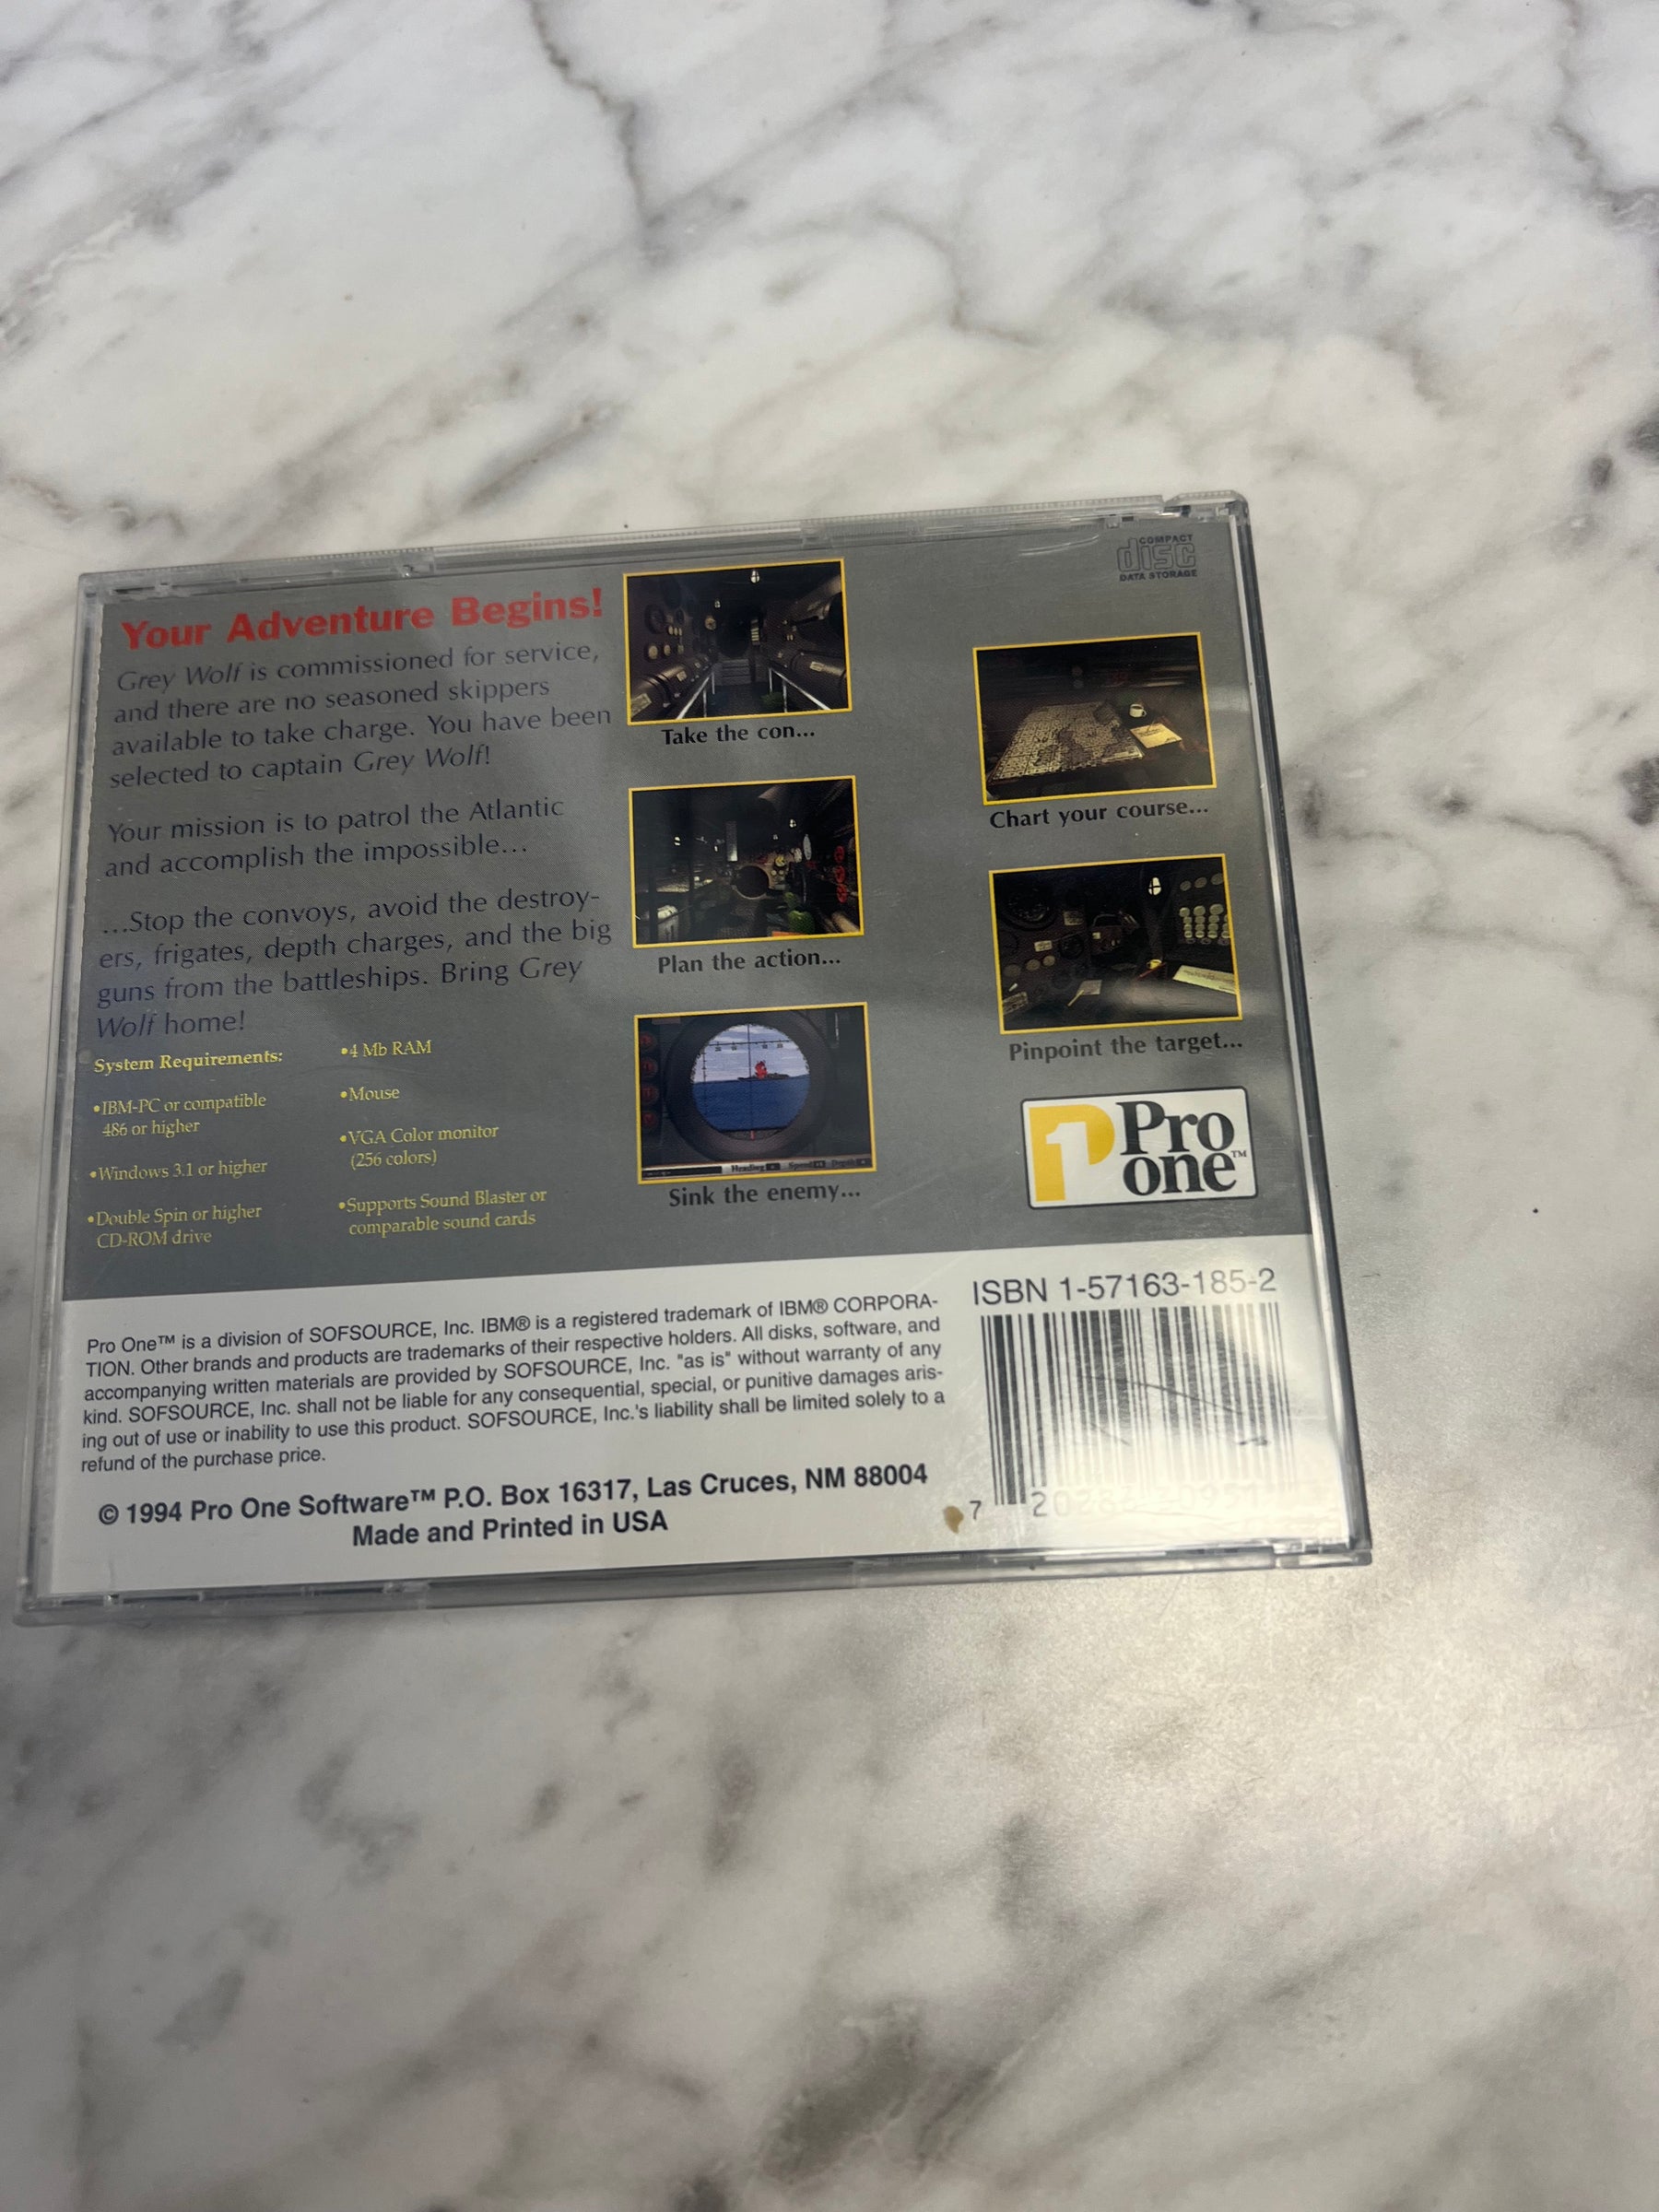 COMPACT
disc
DATA STORAGE
Your Adventure Begins!
Grey Wolf is commissioned for service,
and there are no seasoned skippers
available to take charge. You have been
selected to captain Grey Wolf!
Your mission is to patrol the Atlantic
and accomplish the impossible...
...Stop the convoys, avoid the destroy-
ers, frigates, depth charges, and the big
guns from the battleships. Bring Grey
Wolf home!
System Requirements:
•IBM-PC or compatible
486 or higher
•Windows 3.1 or higher
•Double Spin or higher
CD-ROM drive
•4 Mb RAM
•Mouse
•VGA Color monitor
(256 colors)
•Supports Sound Blaster or
comparable sound cards
Take the con...
Plan the action...
Heading
Sink the enemy...
Chart your course...
Pinpoint the target...
1 Pro
one™
Pro One™ is a division of SOFSOURCE, Inc. IBM® is a registered trademark of IBM® CORPORA-
TION. Other brands and products are trademarks of their respective holders. All disks, software, and
accompanying written materials are provided by SOFSOURCE, Inc. "as is" without warranty of any
kind. SOFSOURCE, Inc. shall not be liable for any consequential, special, or punitive damages aris-
ing out of use or inability to use this product. SOFSOURCE, Inc.'s liability shall be limited solely to a
refund of the purchase price.
© 1994 Pro One Software™ P.O. Box 16317, Las Cruces, NM 88004
Made and Printed in USA
ISBN 1-57163-185-2
7